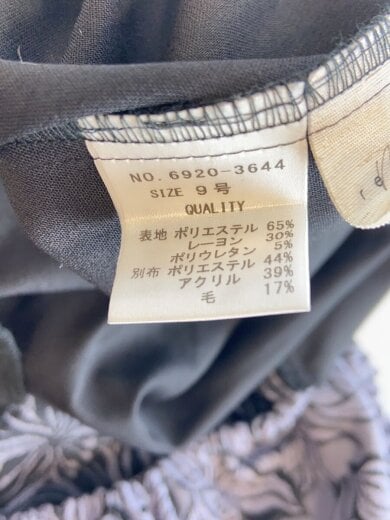 NO. 6920-3644
SIZE 9号
QUALITY
表地 ポリエステル 65%
レーヨン 30%
ポリウレタン 5%
別布 ポリエステル 44%
アクリル 39%
毛 17%